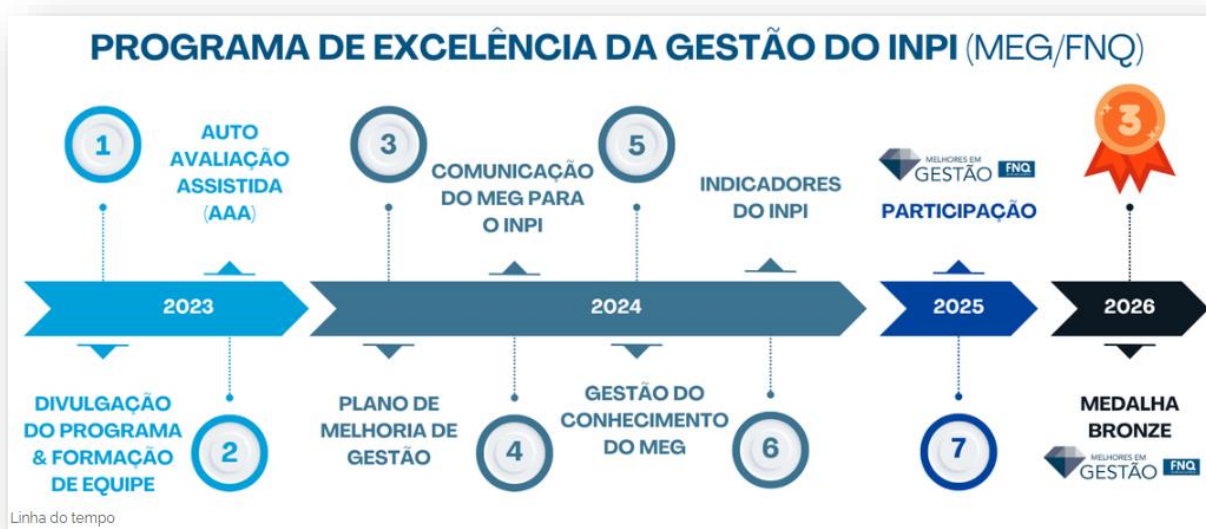 PROGRAMA DE EXCELÊNCIA DA GESTÃO DO INPI (MEG/FNQ)
1
AUTO
AVALIAÇÃO
ASSISTIDA
(AAA)
3
COMUNICAÇÃO
DO MEG PARA
O INPI
5
INDICADORES
DO INPI
MELHORES EM
GESTÃO FNQ
PARTICIPAÇÃO
3
2023
2024
2025
2026
DIVULGAÇÃO
DO PROGRAMA
& FORMAÇÃO
DE EQUIPE
2
PLANO DE
MELHORIA DE
GESTÃO
4
GESTÃO DO
CONHECIMENTO
DO MEG
6
7
MEDALHA
BRONZE
MELHORES EM
GESTÃO FNQ
Linha do tempo